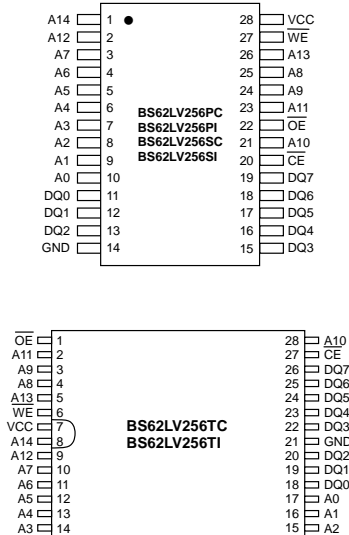 A14 1 28 VCC
A12 2 27 WE
A7 3 26 A13
A6 4 25 A8
A5 5 24 A9
A4 6 23 A11
A3 7 BS62LV256PC 22 OE
A2 8 BS62LV256PI 21 A10
A1 9 BS62LV256SC 20 CE
A0 10 BS62LV256SI 19 DQ7
DQ0 11 18 DQ6
DQ1 12 17 DQ5
DQ2 13 16 DQ4
GND 14 15 DQ3
OE 1 28 A10
A11 2 27 CE
A9 3 26 DQ7
A8 4 25 DQ6
A13 5 24 DQ5
WE 6 23 DQ4
VCC 7 BS62LV256TC 22 DQ3
A14 8 BS62LV256TI 21 GND
A12 9 20 DQ2
A7 10 19 DQ1
A6 11 18 DQ0
A5 12 17 A0
A4 13 16 A1
A3 14 15 A2